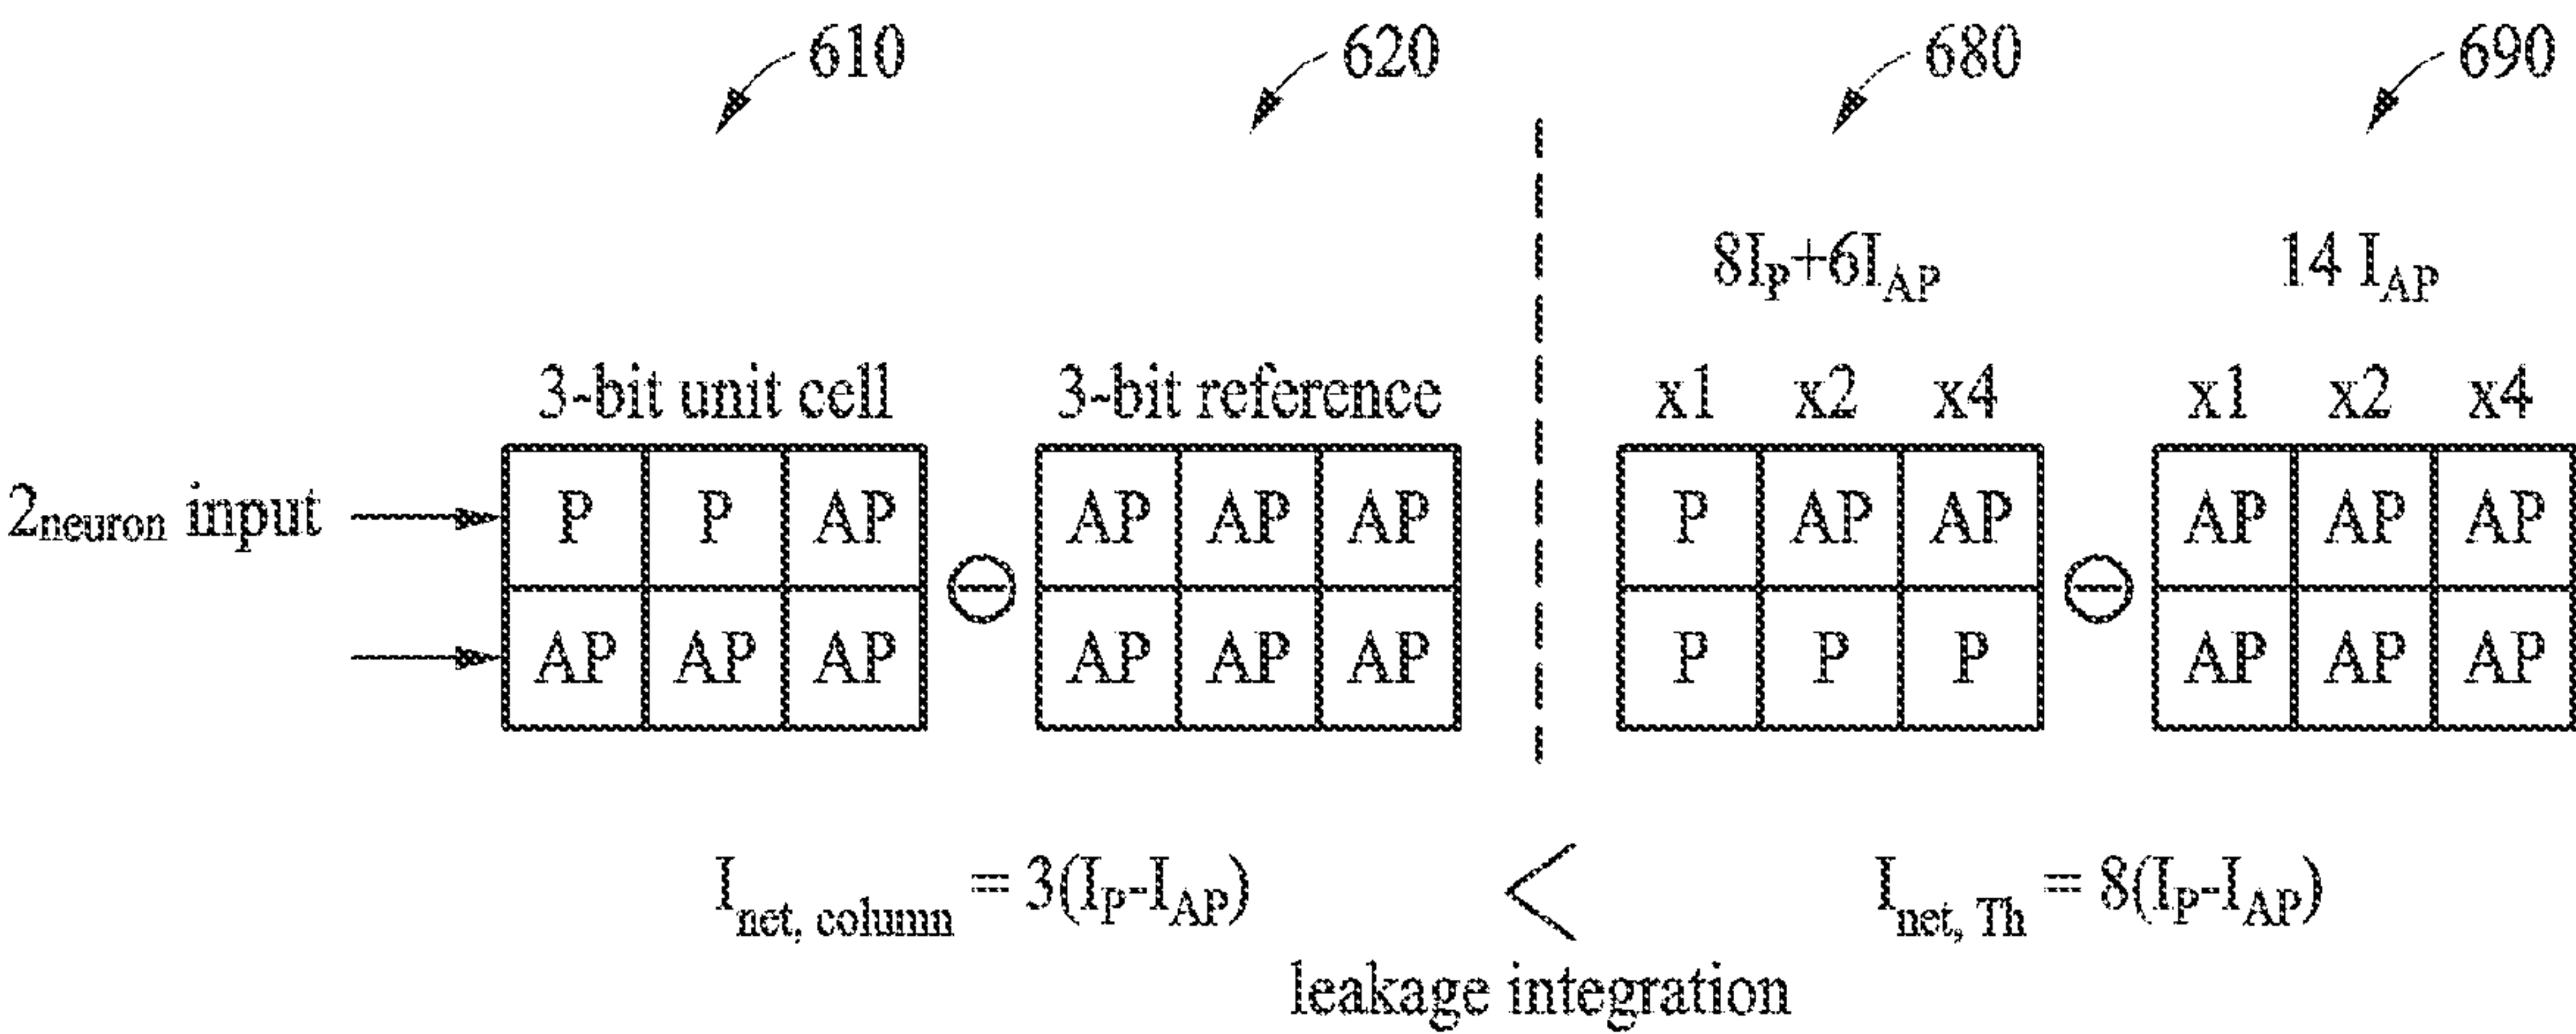 610 620 680 690
8I_P+6I_AP 14 I_AP
3-bit unit cell 3-bit reference x1 x2 x4 x1 x2 x4
2neuron input P P AP AP AP AP P AP AP AP AP AP
⊖ ⊖
AP AP AP AP AP AP P P P AP AP AP
I_net, column = 3(I_P-I_AP) < I_net, Th = 8(I_P-I_AP)
leakage integration